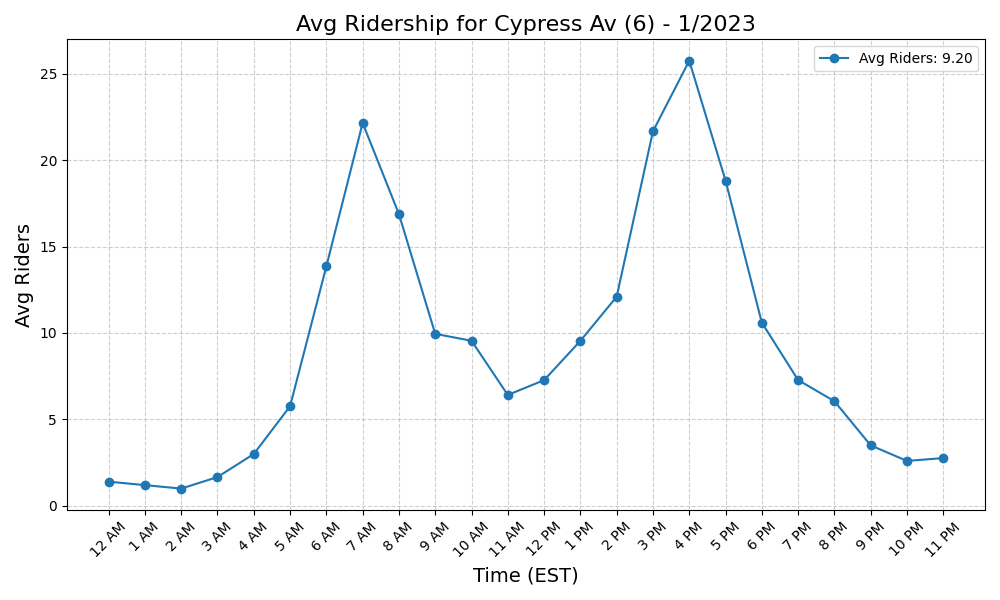 Avg Ridership for Cypress Av (6) - 1/2023
Avg Riders: 9.20
Avg Riders
25
20
15
10
5
0
12 AM
1 AM
2 AM
3 AM
4 AM
5 AM
6 AM
7 AM
8 AM
9 AM
10 AM
11 AM
12 PM
1 PM
2 PM
3 PM
4 PM
5 PM
6 PM
7 PM
8 PM
9 PM
10 PM
11 PM
Time (EST)